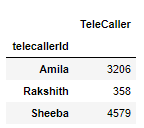 TeleCaller
telecallerId
Amila 3206
Rakshith 358
Sheeba 4579